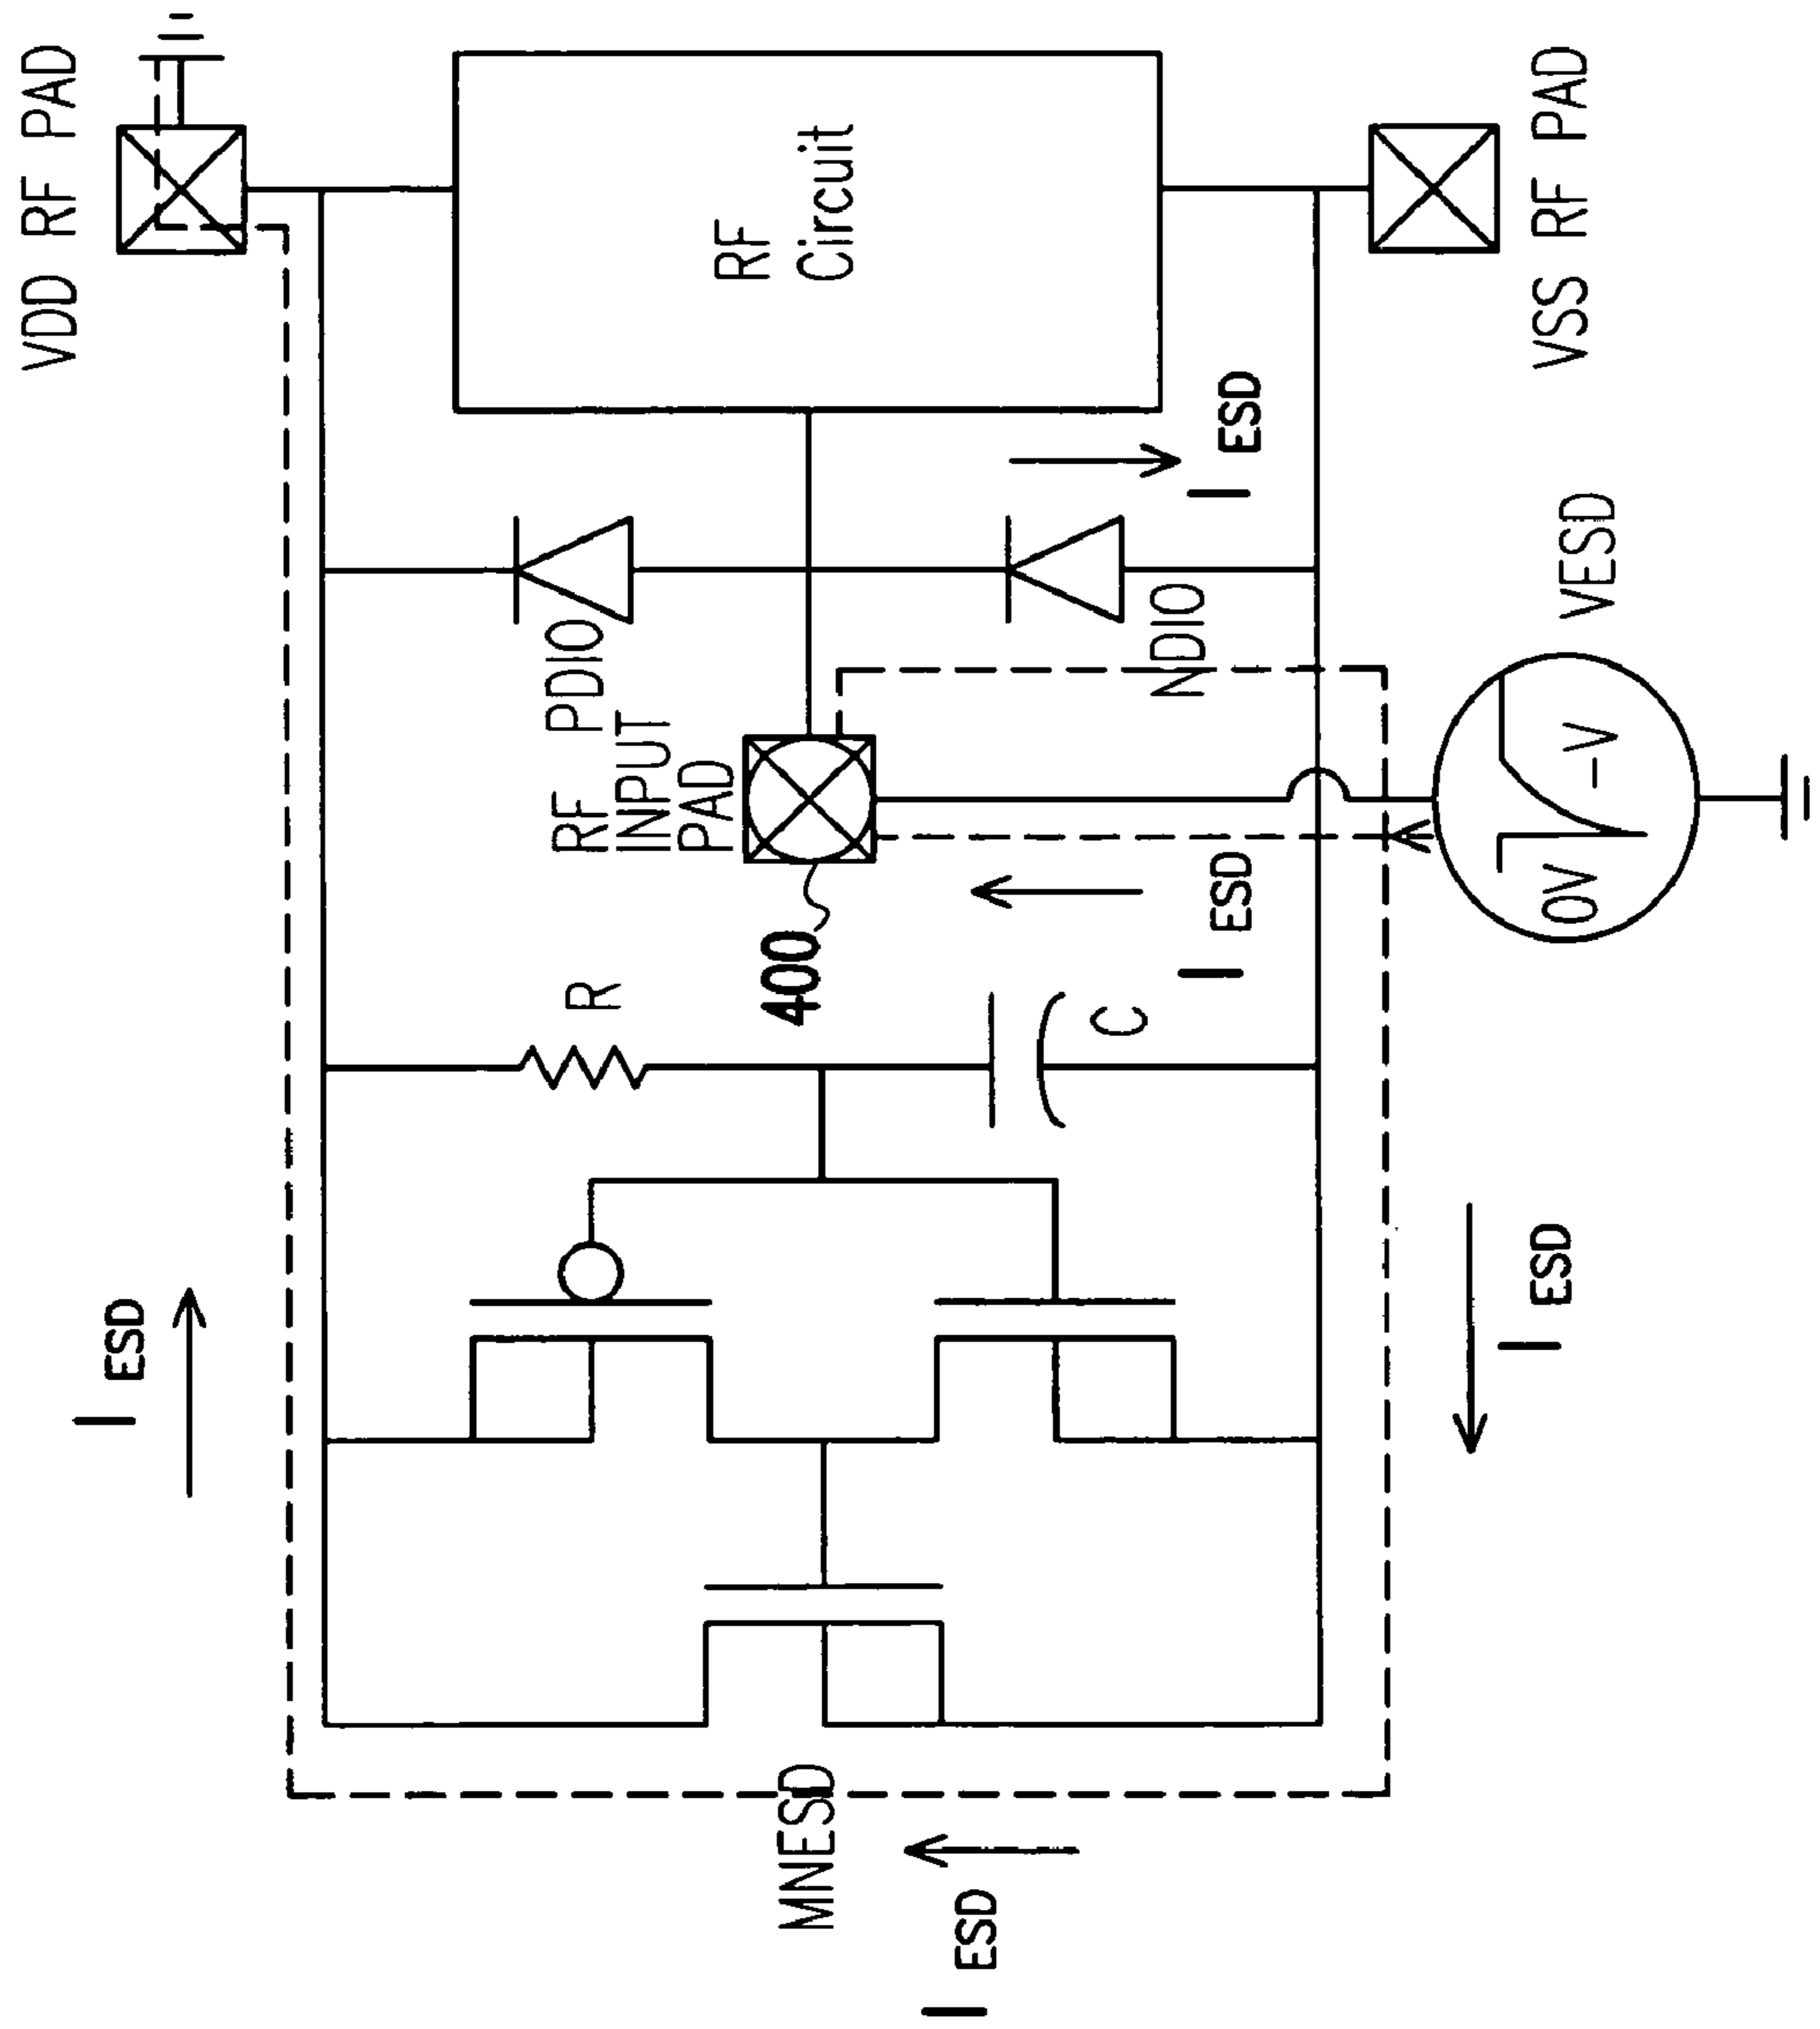 VDD RF PAD
I ESD
R
RF
INPUT
PAD
PDIO
RF
Circuit
400
MNESD
I ESD
C
NDIO
I ESD
I ESD
I ESD
VSS RF PAD
0V
-V
VESD